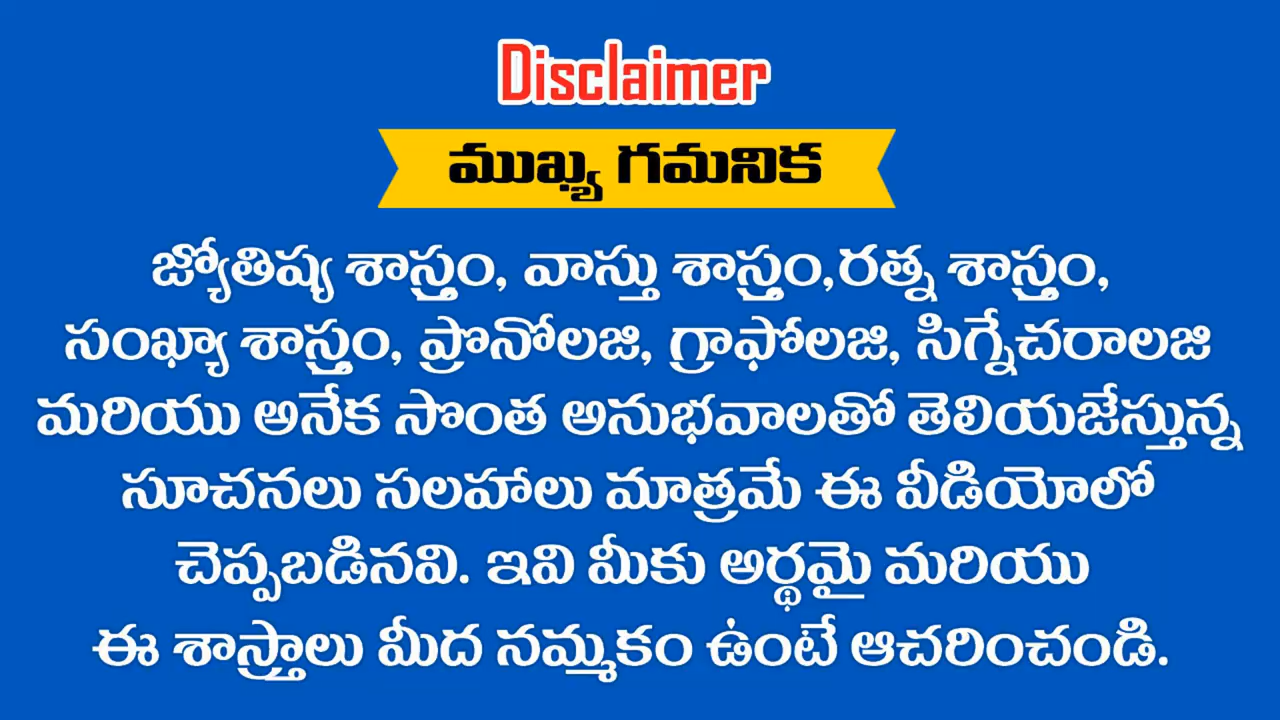 Disclaimer
ముఖ్య గమనిక
జ్యోతిష్య శాస్త్రం, వాస్తు శాస్త్రం,రత్న శాస్త్రం,
సంఖ్యా శాస్త్రం, ప్రొనోలజి, గ్రాఫోలజి, సిగ్నేచరాలజి
మరియు అనేక సొంత అనుభవాలతో తెలియజేస్తున్న
సూచనలు సలహాలు మాత్రమే ఈ వీడియోలో
చెప్పబడినవి. ఇవి మీకు అర్థమై మరియు
ఈ శాస్త్రాలు మీద నమ్మకం ఉంటే ఆచరించండి.